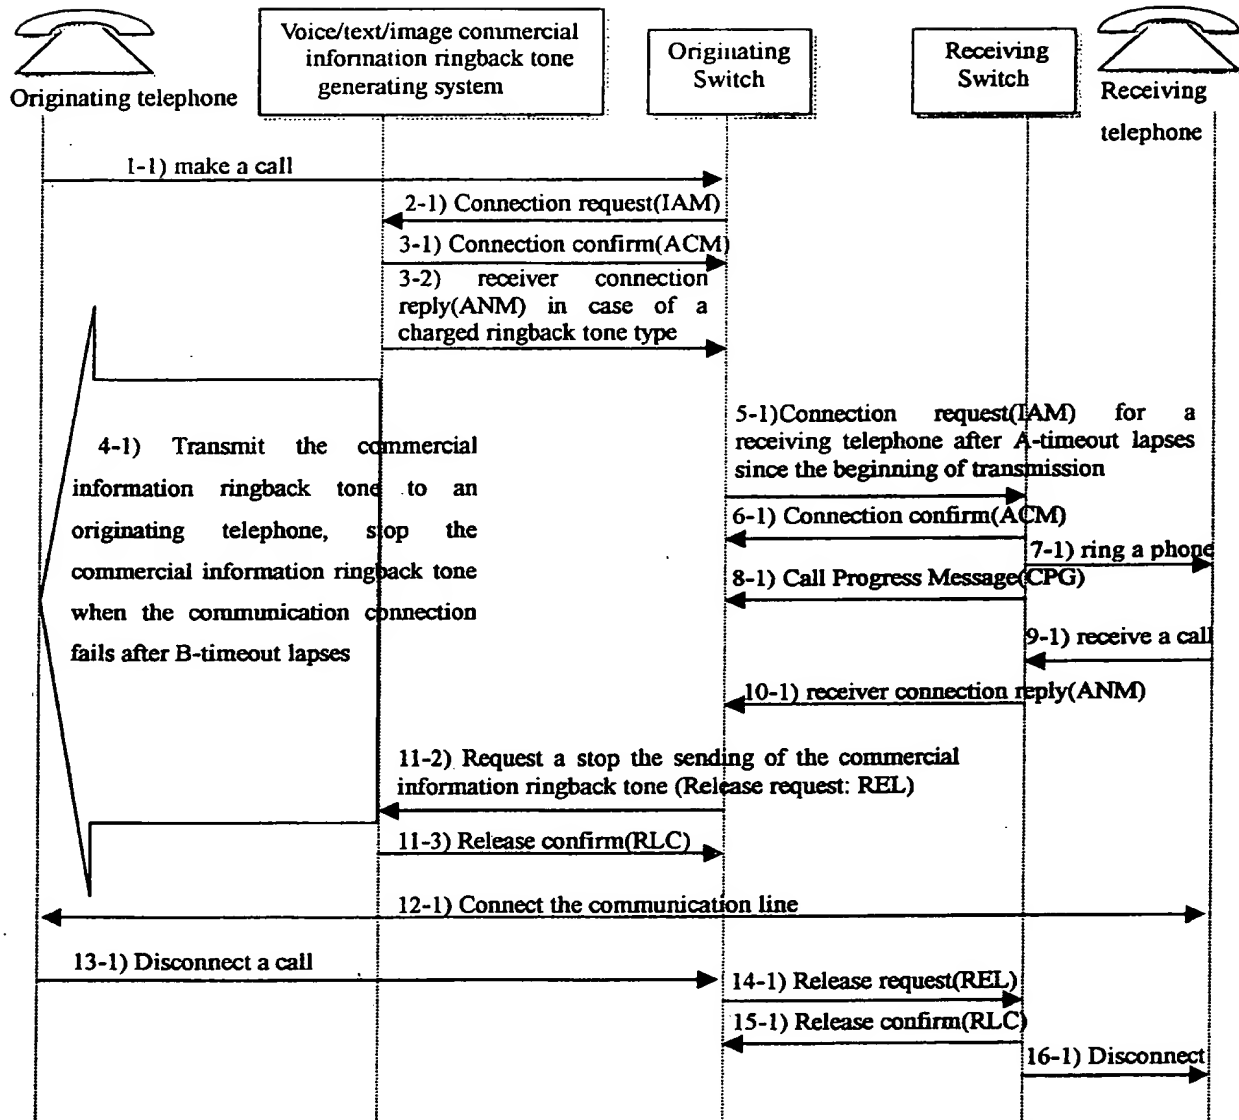 Voice/text/image commercial
information ringback tone
generating system
Originating
Switch
Receiving
Switch
Originating telephone
Receiving
telephone
1-1) make a call
2-1) Connection request(IAM)
3-1) Connection confirm(ACM)
3-2) receiver connection
reply(ANM) in case of a
charged ringback tone type
4-1) Transmit the commercial
information ringback tone to an
originating telephone, stop the
commercial information ringback tone
when the communication connection
fails after B-timeout lapses
5-1)Connection request(IAM) for a
receiving telephone after A-timeout lapses
since the beginning of transmission
6-1) Connection confirm(ACM)
7-1) ring a phone
8-1) Call Progress Message(CPG)
9-1) receive a call
10-1) receiver connection reply(ANM)
11-2) Request a stop the sending of the commercial
information ringback tone (Release request: REL)
11-3) Release confirm(RLC)
12-1) Connect the communication line
13-1) Disconnect a call
14-1) Release request(REL)
15-1) Release confirm(RLC)
16-1) Disconnect